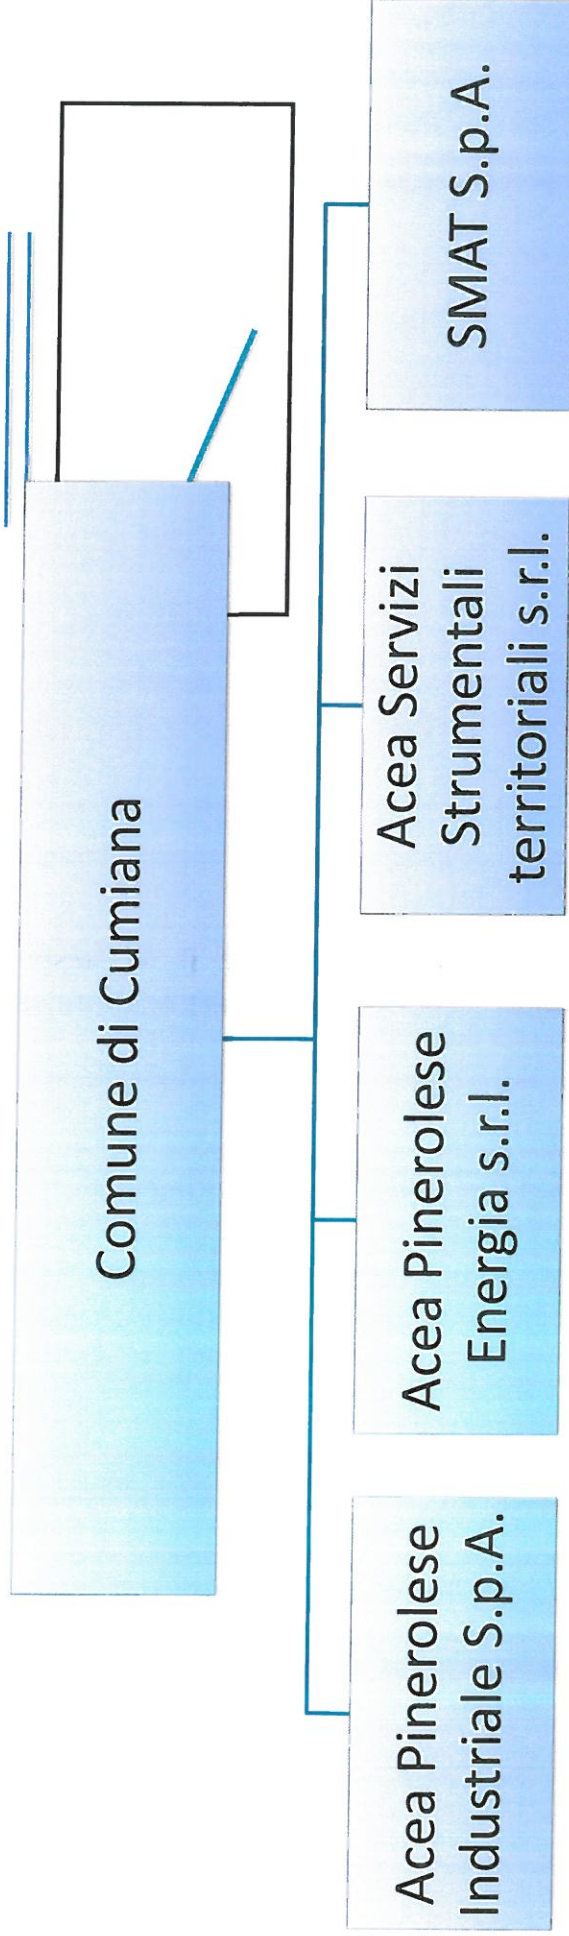 Comune di Cumiana
Acea Pinerolese
Industriale S.p.A.
Acea Pinerolese
Energia s.r.l.
Acea Servizi
Strumentali
territoriali s.r.l.
SMAT S.p.A.